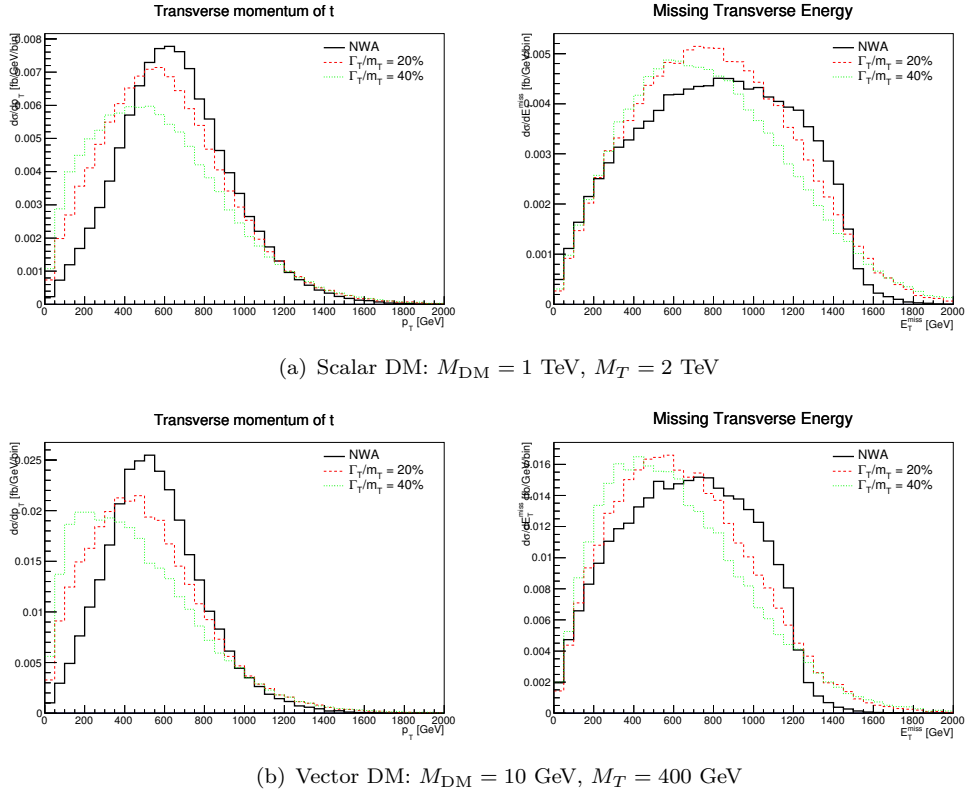 Transverse momentum of t
dσ/dp_T [fb/GeV/bin]
0.008
0.007
0.006
0.005
0.004
0.003
0.002
0.001
0
0 200 400 600 800 1000 1200 1400 1600 1800 2000
p_T [GeV]
NWA
Γ_T/m_T = 20%
Γ_T/m_T = 40%
Missing Transverse Energy
dσ/dE_T^miss [fb/GeV/bin]
0.005
0.004
0.003
0.002
0.001
0
0 200 400 600 800 1000 1200 1400 1600 1800 2000
E_T^miss [GeV]
NWA
Γ_T/m_T = 20%
Γ_T/m_T = 40%
(a) Scalar DM: M_DM = 1 TeV, M_T = 2 TeV
Transverse momentum of t
dσ/dp_T [fb/GeV/bin]
0.025
0.02
0.015
0.01
0.005
0
0 200 400 600 800 1000 1200 1400 1600 1800 2000
p_T [GeV]
NWA
Γ_T/m_T = 20%
Γ_T/m_T = 40%
Missing Transverse Energy
dσ/dE_T^miss [fb/GeV/bin]
0.016
0.014
0.012
0.01
0.008
0.006
0.004
0.002
0
0 200 400 600 800 1000 1200 1400 1600 1800 2000
E_T^miss [GeV]
NWA
Γ_T/m_T = 20%
Γ_T/m_T = 40%
(b) Vector DM: M_DM = 10 GeV, M_T = 400 GeV